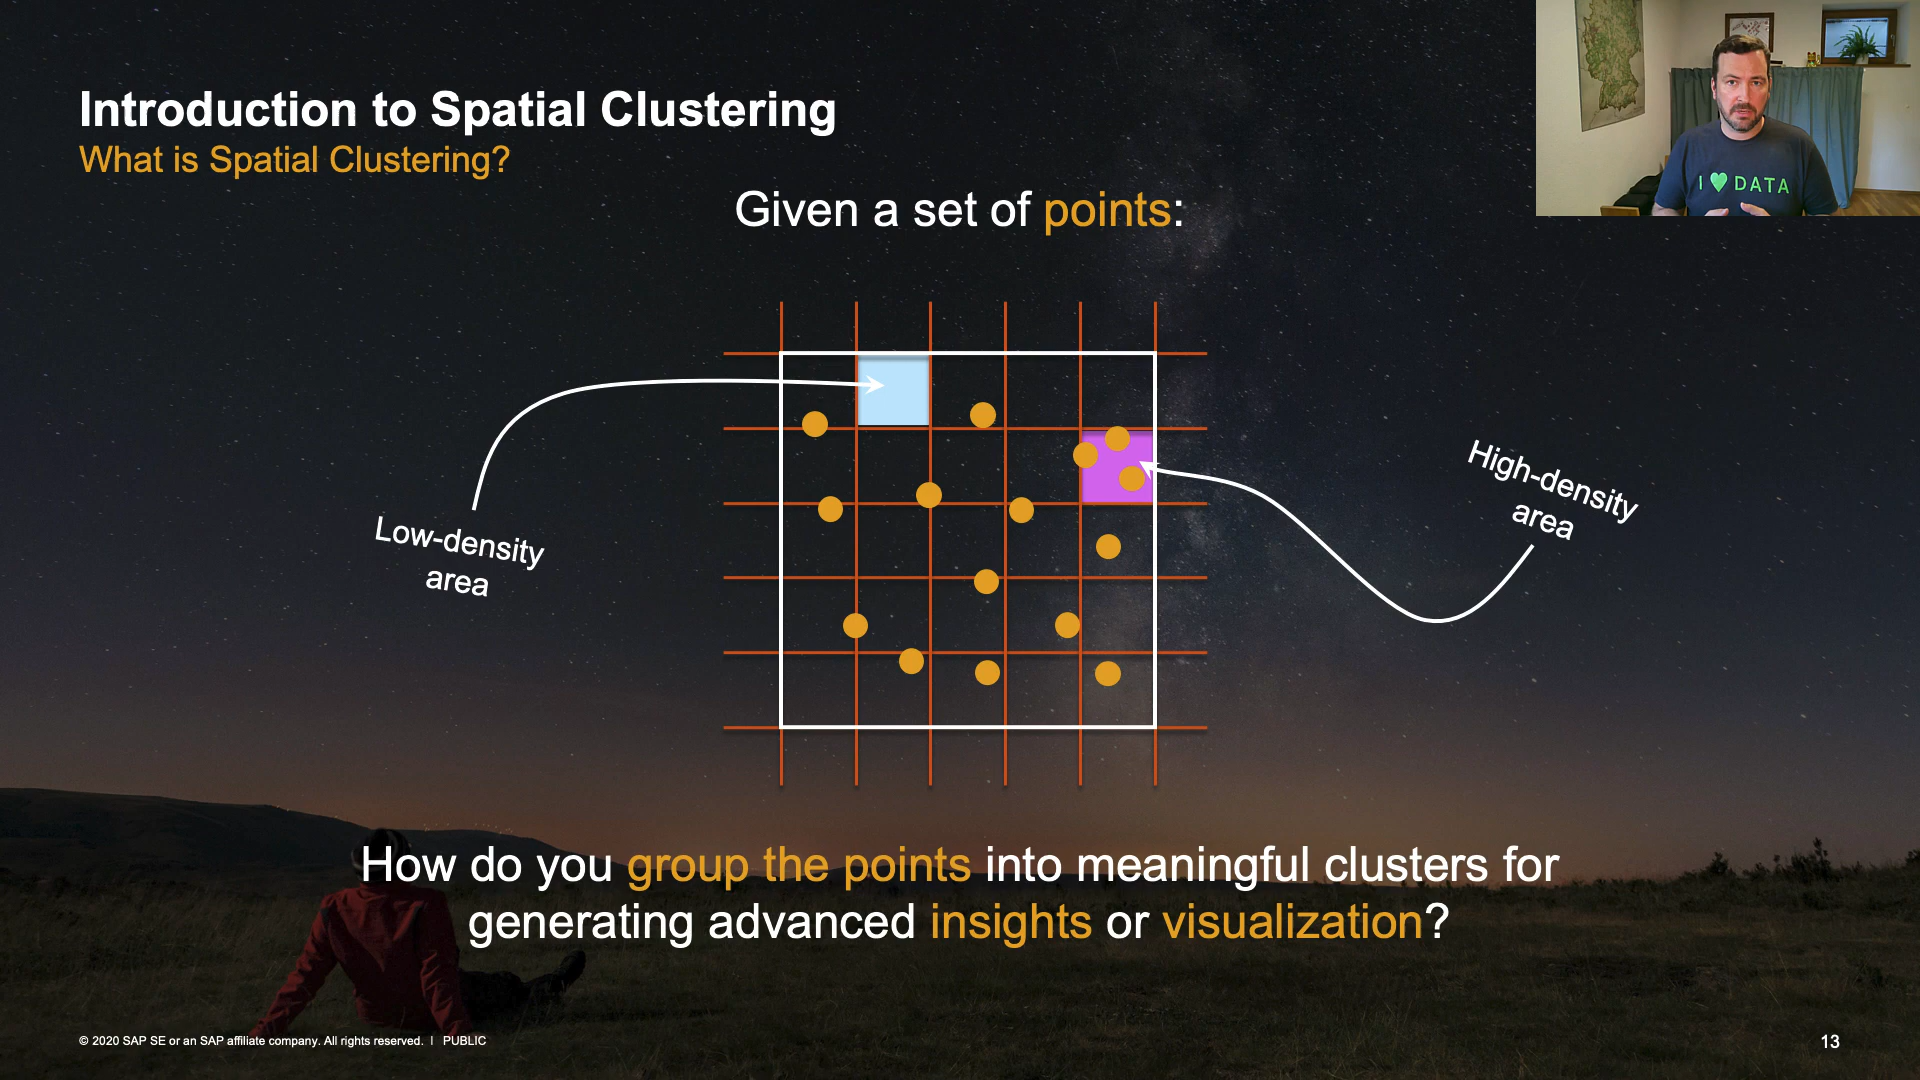 Introduction to Spatial Clustering
What is Spatial Clustering?
I 💚 DATA
Given a set of points:
Low-density
area
High-density
area
How do you group the points into meaningful clusters for
generating advanced insights or visualization?
© 2020 SAP SE or an SAP affiliate company. All rights reserved. | PUBLIC
13